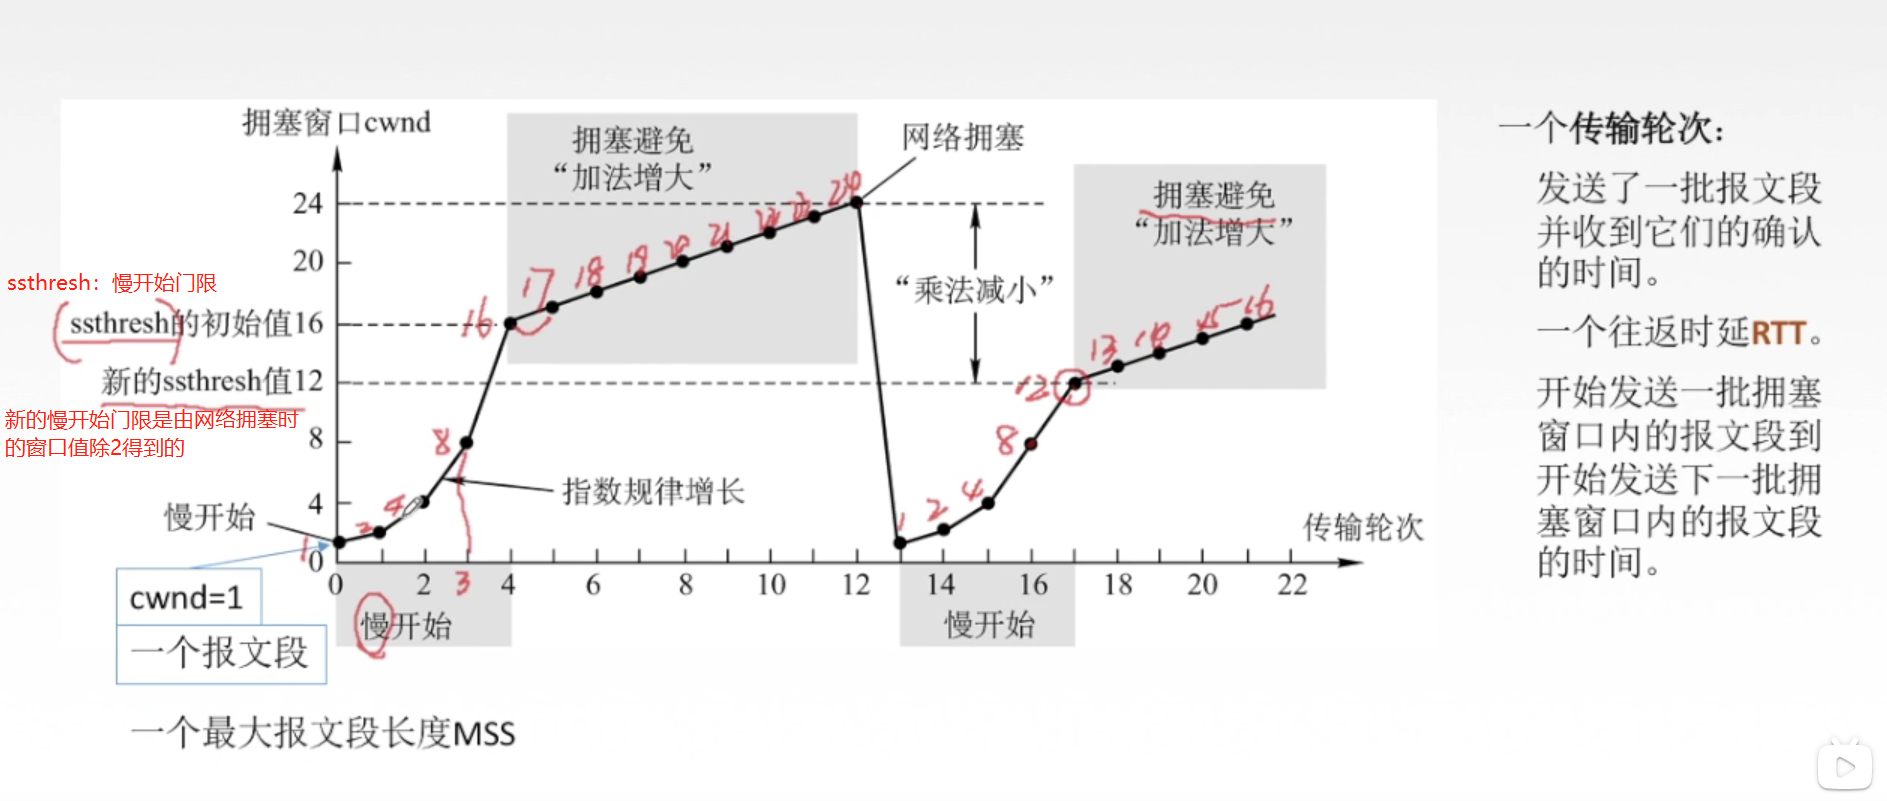 拥塞窗口cwnd
24
20
ssthresh：慢开始门限
ssthresh的初始值16
新的ssthresh值12
新的慢开始门限是由网络拥塞时
的窗口值除2得到的
8
4
0
慢开始
cwnd=1
一个报文段
一个最大报文段长度MSS
拥塞避免
“加法增大”
网络拥塞
“乘法减小”
拥塞避免
“加法增大”
指数规律增长
传输轮次
0 2 4 6 8 10 12 14 16 18 20 22
3
慢开始
慢开始
1 2 4 8 16 17 18 19 20 21 22 23 24
1 2 4 8 12 13 14 15 16
一个传输轮次：
发送了一批报文段
并收到它们的确认
的时间。
一个往返时延RTT。
开始发送一批拥塞
窗口内的报文段到
开始发送下一批拥
塞窗口内的报文段
的时间。